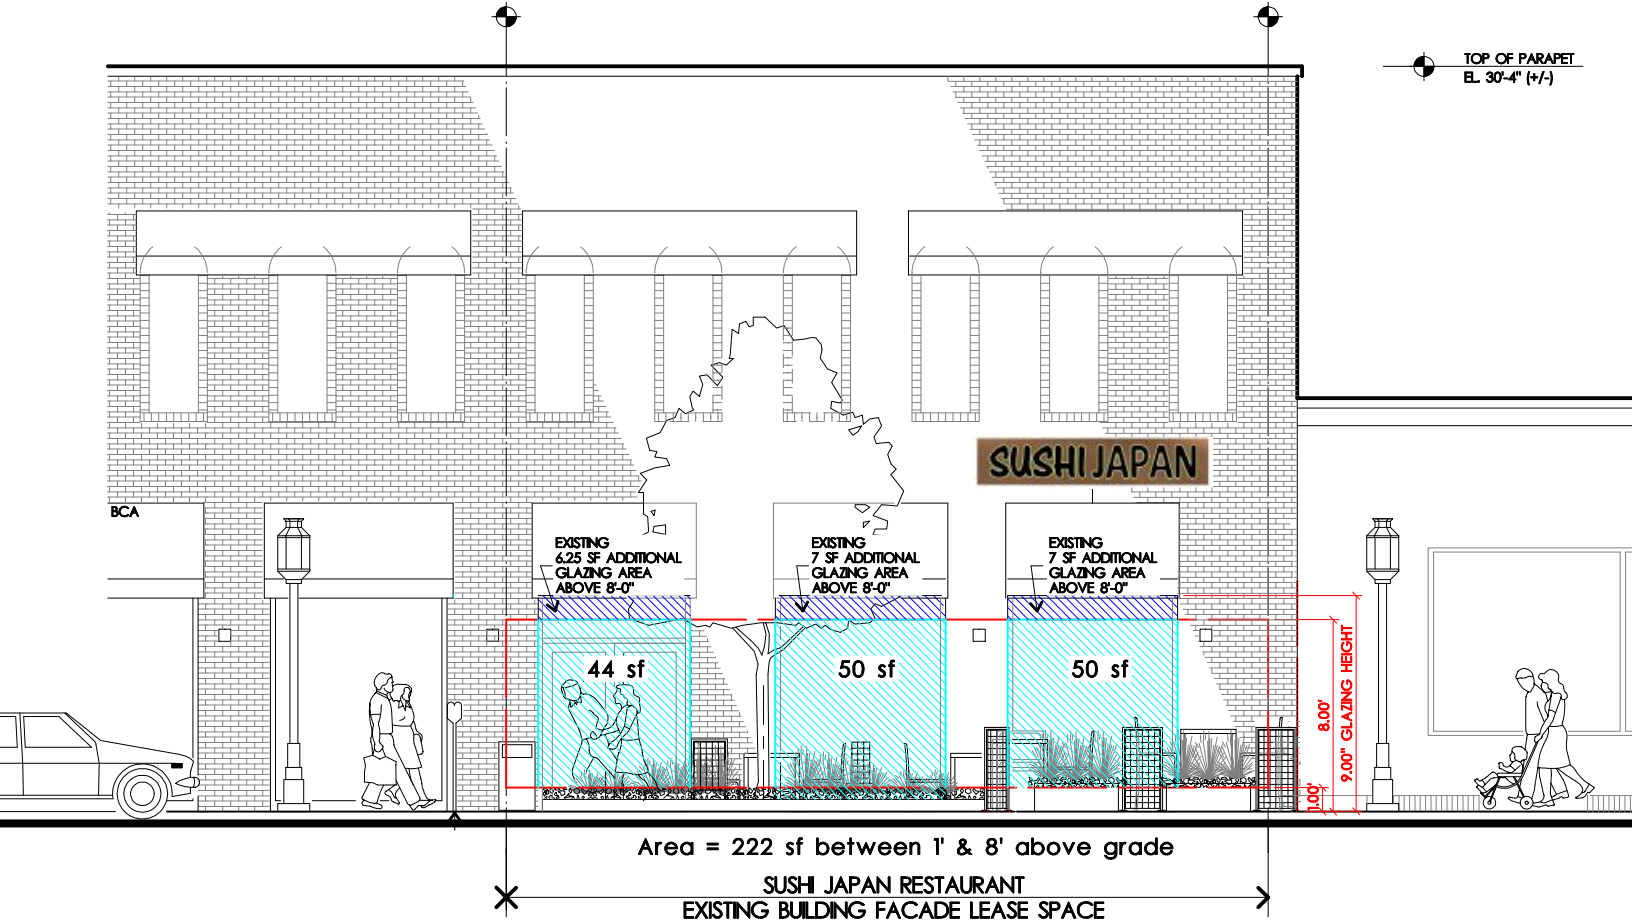 TOP OF PARAPET
EL. 30'-4" (+/-)
SUSHI JAPAN
BCA
EXISTING
6.25 SF ADDITIONAL
GLAZING AREA
ABOVE 8'-0"
EXISTING
7 SF ADDITIONAL
GLAZING AREA
ABOVE 8'-0"
EXISTING
7 SF ADDITIONAL
GLAZING AREA
ABOVE 8'-0"
44 sf
50 sf
50 sf
8.00'
9.00" GLAZING HEIGHT
1.00'
Area = 222 sf between 1' & 8' above grade
SUSHI JAPAN RESTAURANT
EXISTING BUILDING FACADE LEASE SPACE